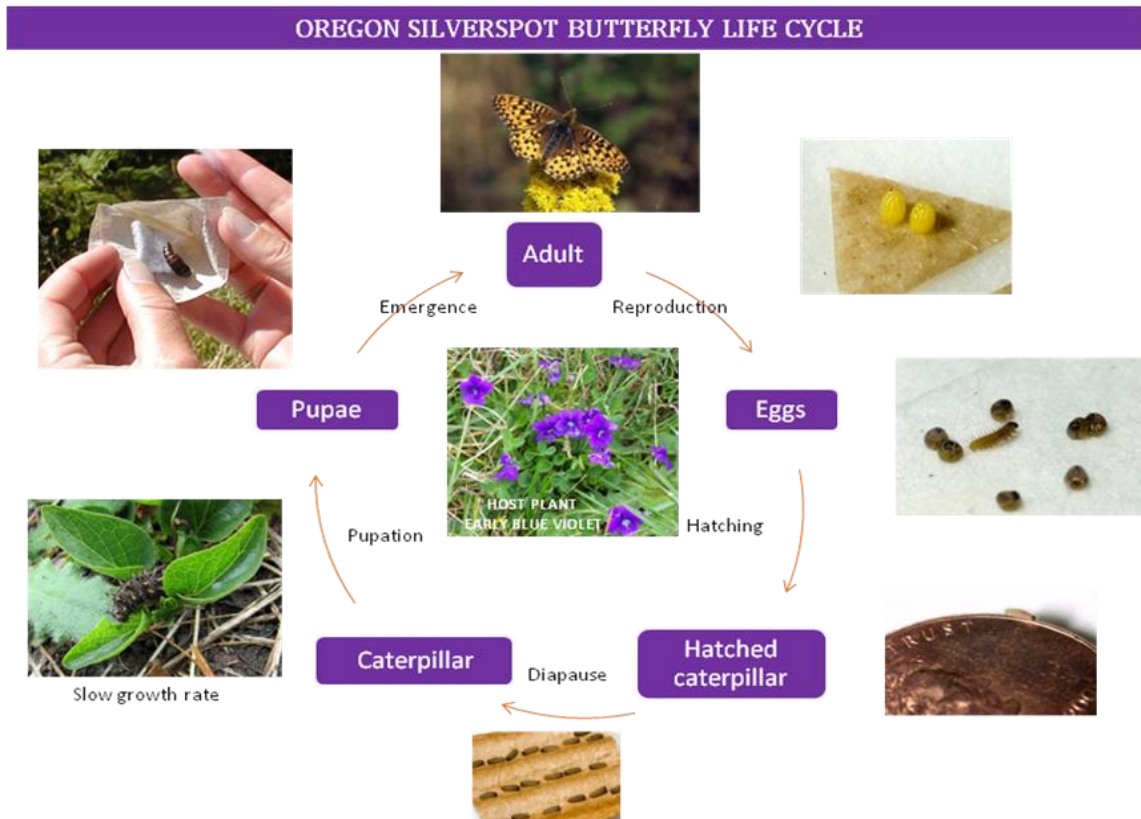 OREGON SILVERSPOT BUTTERFLY LIFE CYCLE
Adult
Emergence
Reproduction
Pupae
Eggs
HOST PLANT
EARLY BLUE VIOLET
Pupation
Hatching
Caterpillar
Hatched
caterpillar
Diapause
Slow growth rate
RUST